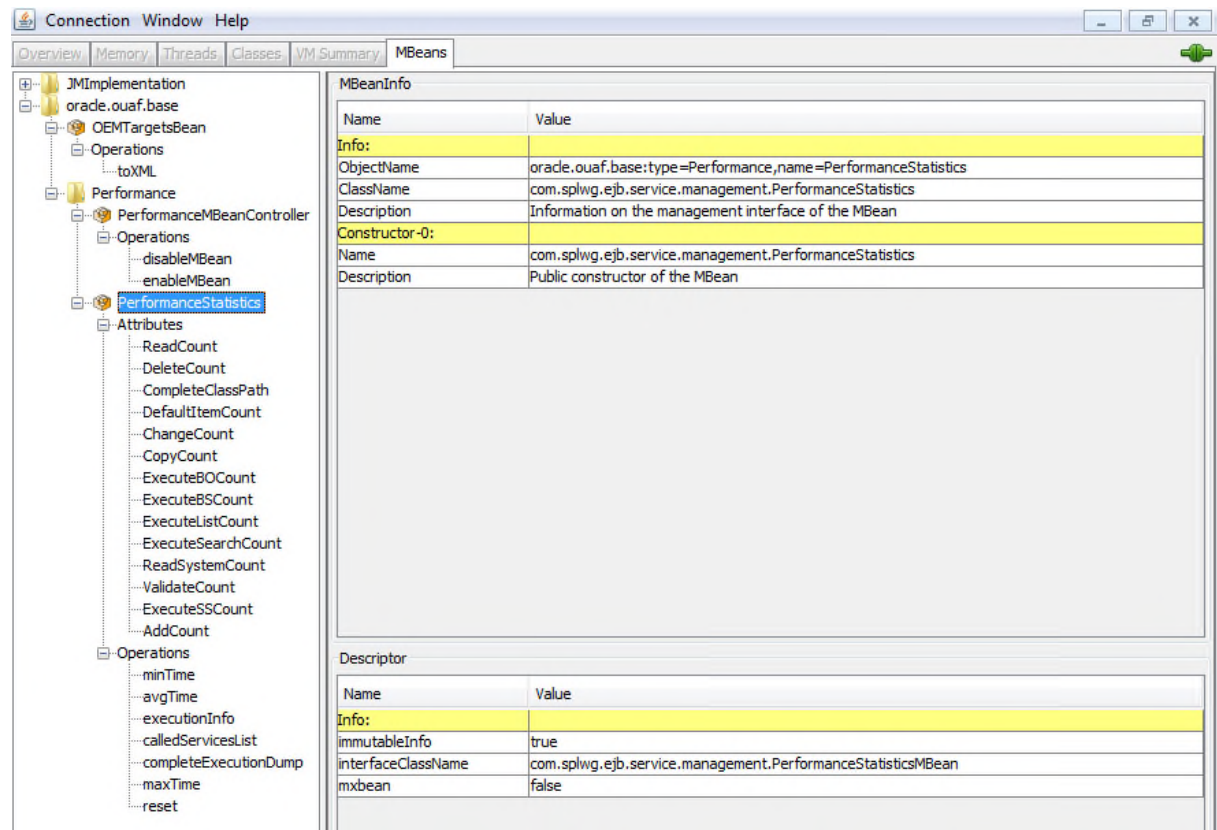 Connection Window Help
Overview Memory Threads Classes VM Summary MBeans
JMImplementation
oracle.ouaf.base
OEMTargetsBean
Operations
toXML
Performance
PerformanceMBeanController
Operations
disableMBean
enableMBean
PerformanceStatistics
Attributes
ReadCount
DeleteCount
CompleteClassPath
DefaultItemCount
ChangeCount
CopyCount
ExecuteBOCount
ExecuteBSCount
ExecuteListCount
ExecuteSearchCount
ReadSystemCount
ValidateCount
ExecuteSSCount
AddCount
Operations
minTime
avgTime
executionInfo
calledServicesList
completeExecutionDump
maxTime
reset
MBeanInfo
Name Value
Info:
ObjectName oracle.ouaf.base:type=Performance,name=PerformanceStatistics
ClassName com.splwg.ejb.service.management.PerformanceStatistics
Description Information on the management interface of the MBean
Constructor-0:
Name com.splwg.ejb.service.management.PerformanceStatistics
Description Public constructor of the MBean
Descriptor
Name Value
Info:
immutableInfo true
interfaceClassName com.splwg.ejb.service.management.PerformanceStatisticsMBean
mxbean false